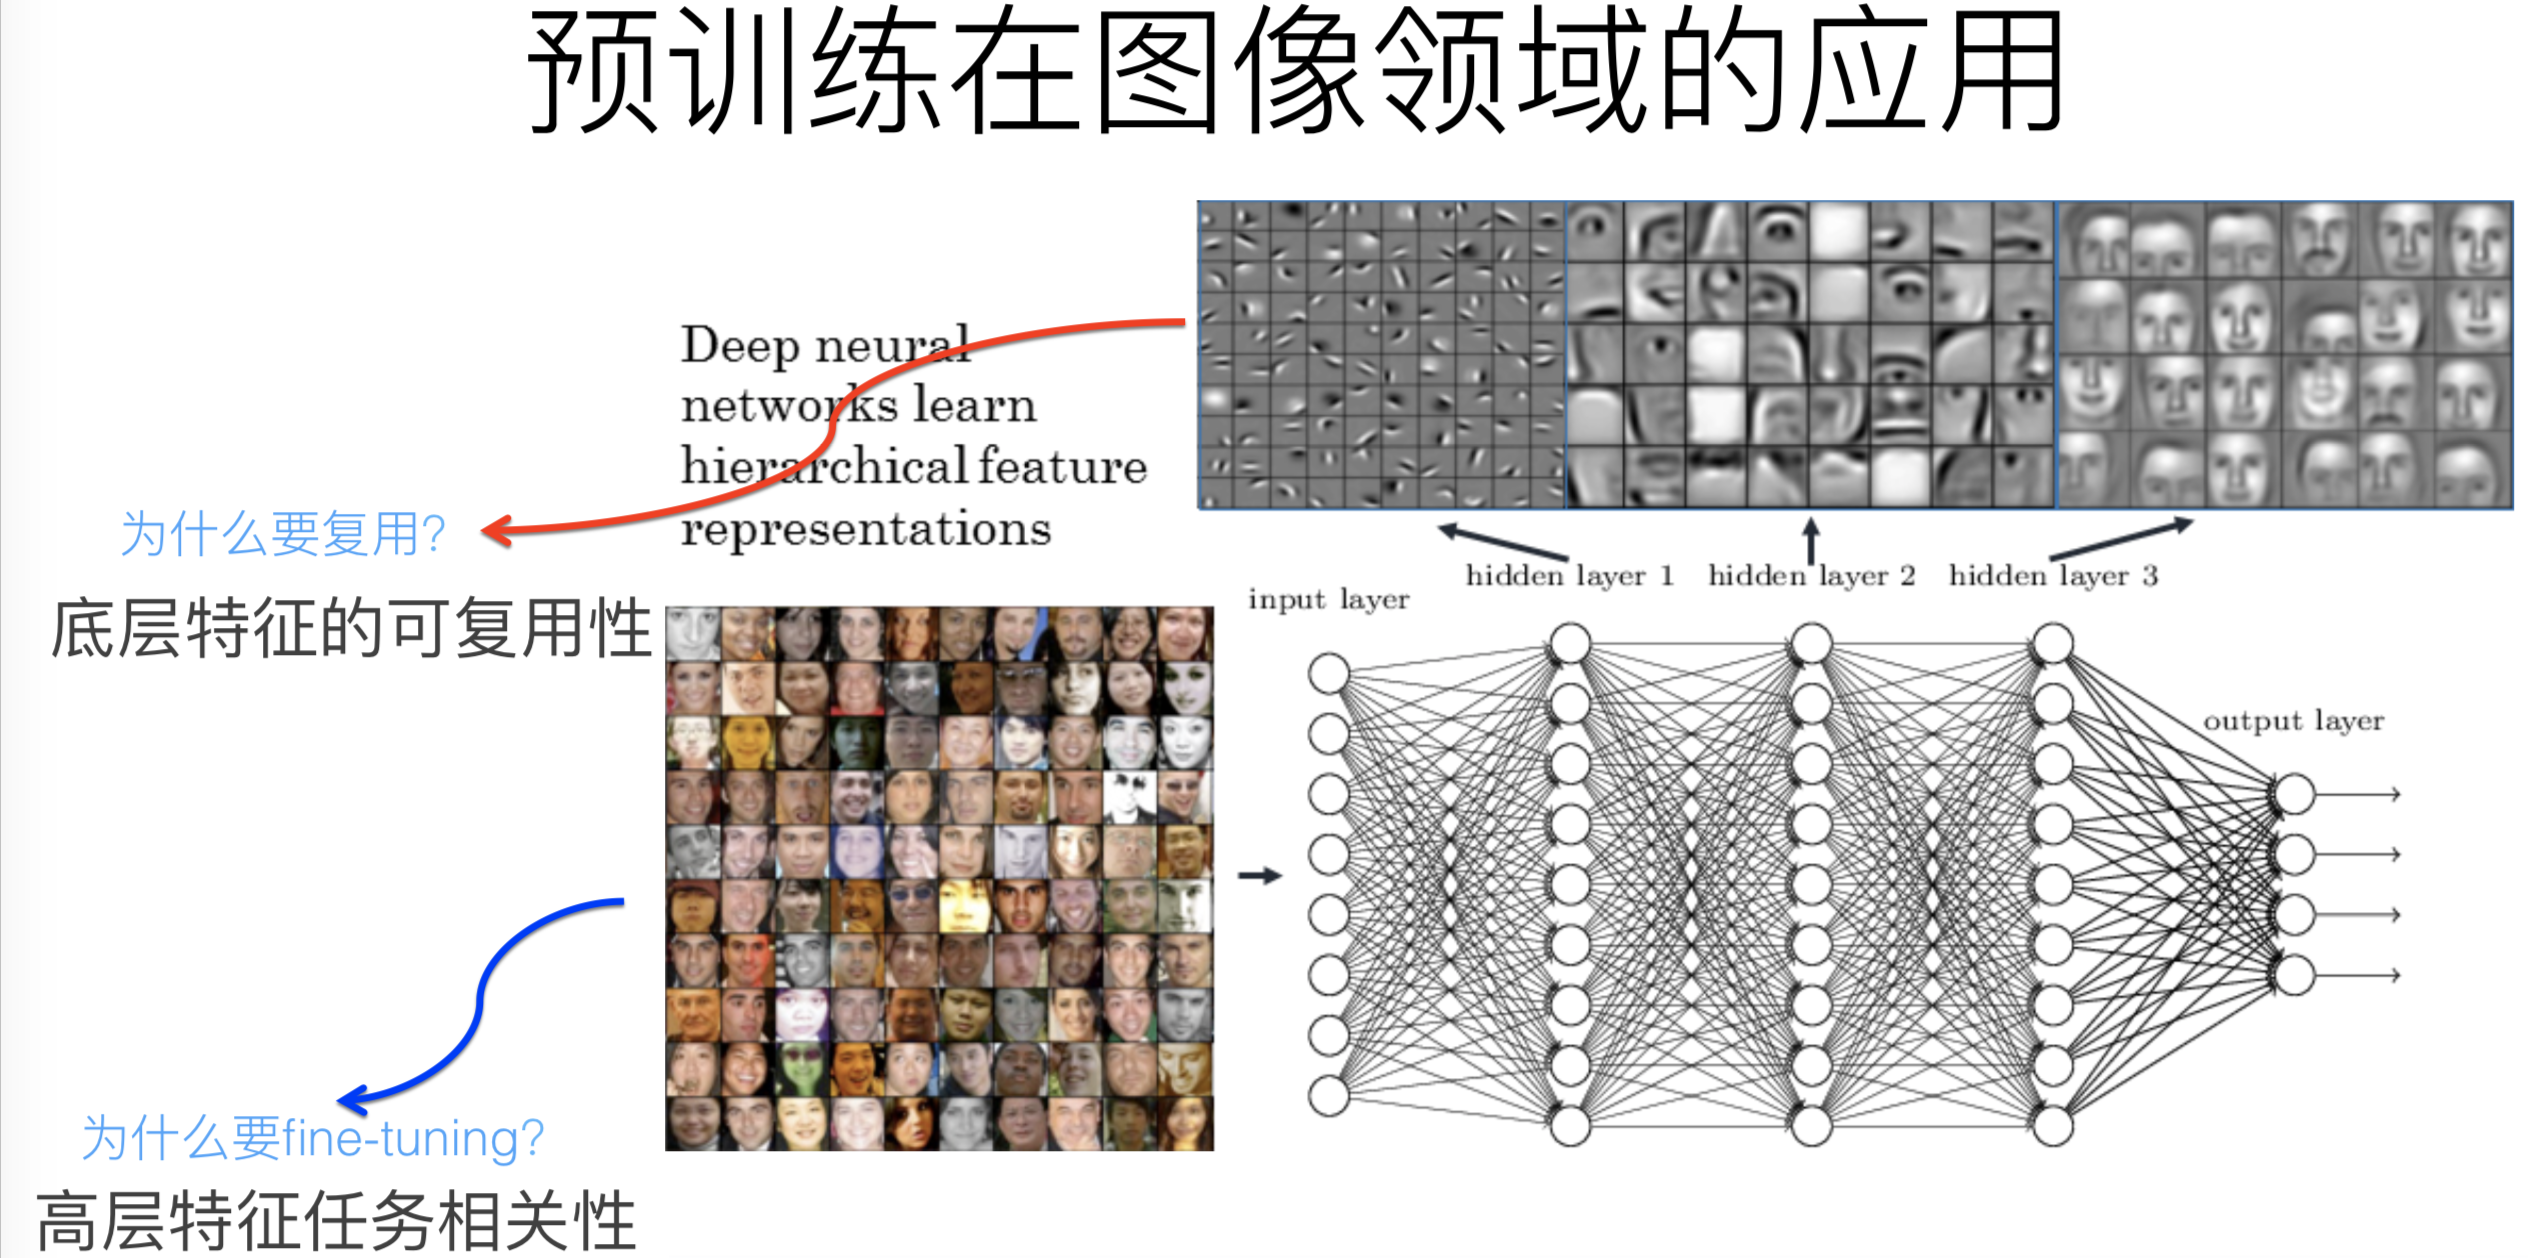 预训练在图像领域的应用
Deep neural
networks learn
hierarchical feature
representations
为什么要复用?
底层特征的可复用性
hidden layer 1
hidden layer 2
hidden layer 3
input layer
output layer
为什么要fine-tuning?
高层特征任务相关性